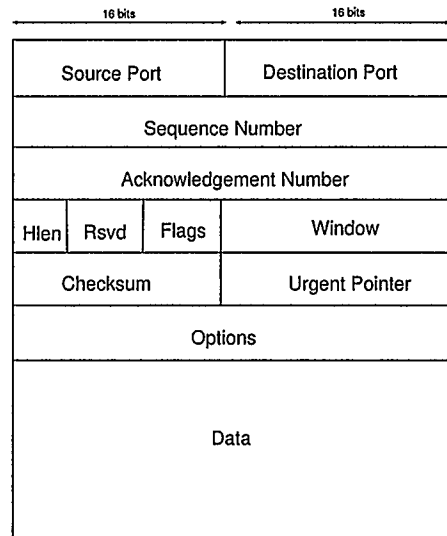 16 bits 16 bits
Source Port Destination Port
Sequence Number
Acknowledgement Number
Hlen Rsvd Flags Window
Checksum Urgent Pointer
Options
Data